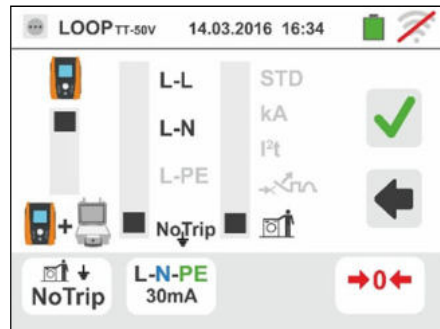 LOOP TT-50V 14.03.2016 16:34
L-L STD
L-N kA
I²t
L-PE
+
NoTrip
NoTrip
L-N-PE
30mA
→0←